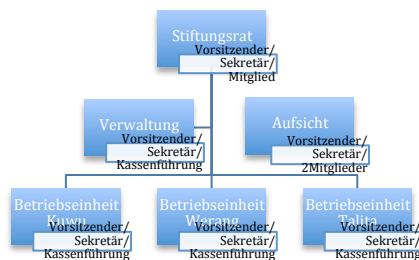 Stiftungsrat
Vorsitzender/
Sekretär/
Mitglied
Verwaltung
Vorsitzender/
Sekretär/
Kassenführung
Aufsicht
Vorsitzender/
Sekretär/
2Mitglieder
Betriebseinheit
Kuwu
Vorsitzender/
Sekretär/
Kassenführung
Betriebseinheit
Werang
Vorsitzender/
Sekretär/
Kassenführung
Betriebseinheit
Talita
Vorsitzender/
Sekretär/
Kassenführung